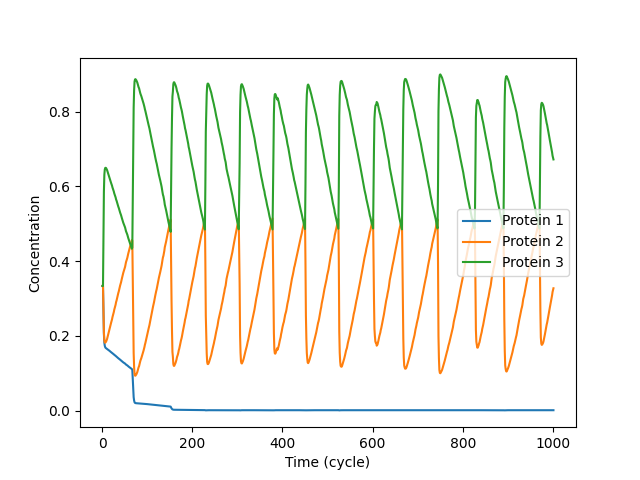 0.8
0.6
0.4
0.2
0.0
Concentration
Protein 1
Protein 2
Protein 3
0 200 400 600 800 1000
Time (cycle)